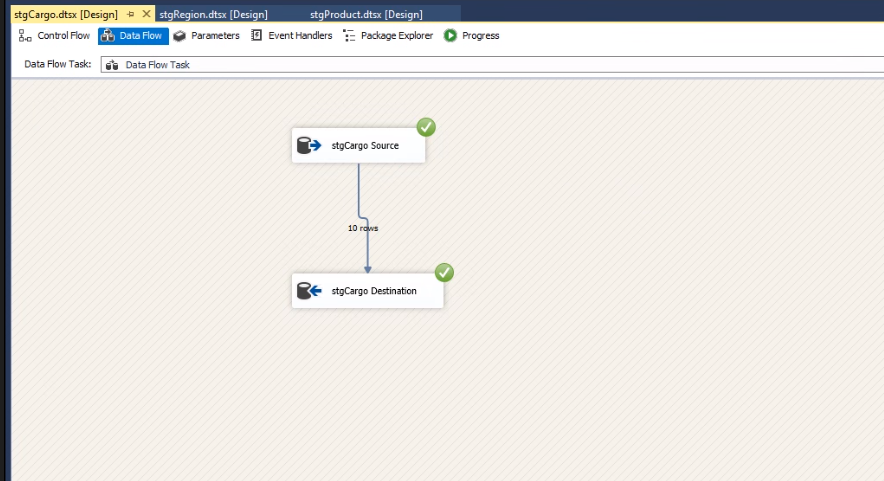 stgCargo.dtsx [Design] stgRegion.dtsx [Design] stgProduct.dtsx [Design]
Control Flow Data Flow Parameters Event Handlers Package Explorer Progress
Data Flow Task: Data Flow Task
stgCargo Source
10 rows
stgCargo Destination